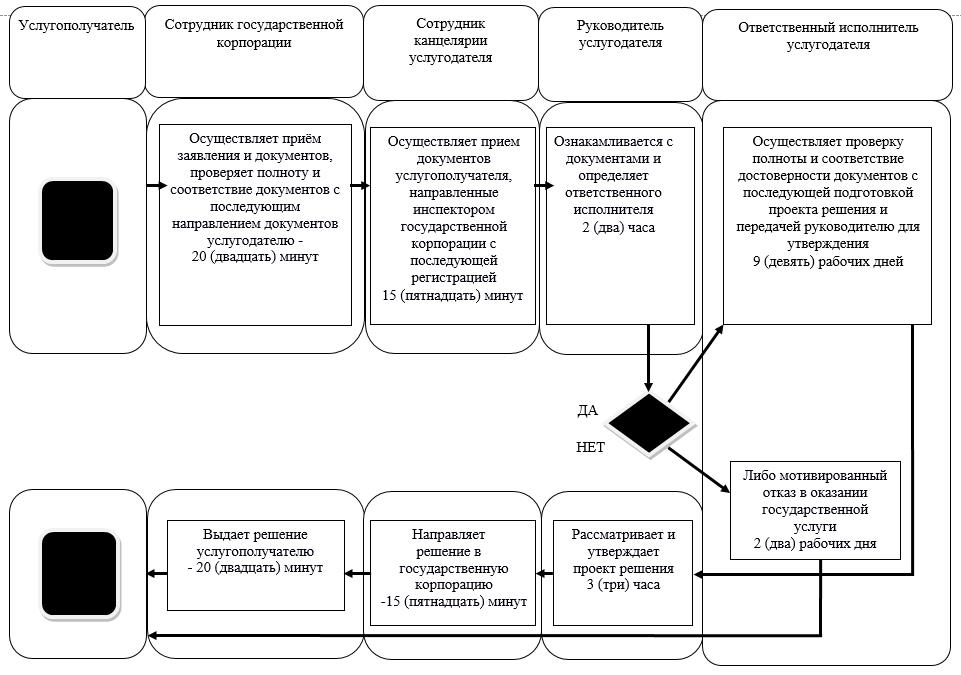 Услугополучатель
Сотрудник государственной
корпорации
Сотрудник
канцелярии
услугодателя
Руководитель
услугодателя
Ответственный исполнитель
услугодателя
Осуществляет приём
заявления и документов,
проверяет полноту и
соответствие документов с
последующим
направлением документов
услугодателю -
20 (двадцать) минут
Осуществляет прием
документов
услугополучателя,
направленные
инспектором
государственной
корпорации с
последующей
регистрацией
15 (пятнадцать) минут
Ознакамливается с
документами и
определяет
ответственного
исполнителя
2 (два) часа
Осуществляет проверку
полноты и соответствие
достоверности документов с
последующей подготовкой
проекта решения и
передачей руководителю для
утверждения
9 (девять) рабочих дней
ДА
НЕТ
Либо мотивированный
отказ в оказании
государственной
услуги
2 (два) рабочих дня
Выдает решение
услугополучателю
- 20 (двадцать) минут
Направляет
решение в
государственную
корпорацию
-15 (пятнадцать) минут
Рассматривает и
утверждает
проект решения
3 (три) часа